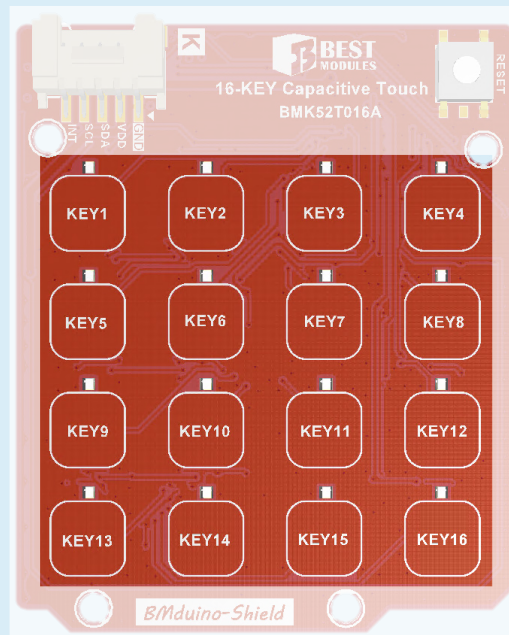 K
BEST
MODULES
16-KEY Capacitive Touch
BMK52T016A
RESET
INT
SCL
SDA
VDD
GND
KEY1 KEY2 KEY3 KEY4
KEY5 KEY6 KEY7 KEY8
KEY9 KEY10 KEY11 KEY12
KEY13 KEY14 KEY15 KEY16
BMduino-Shield